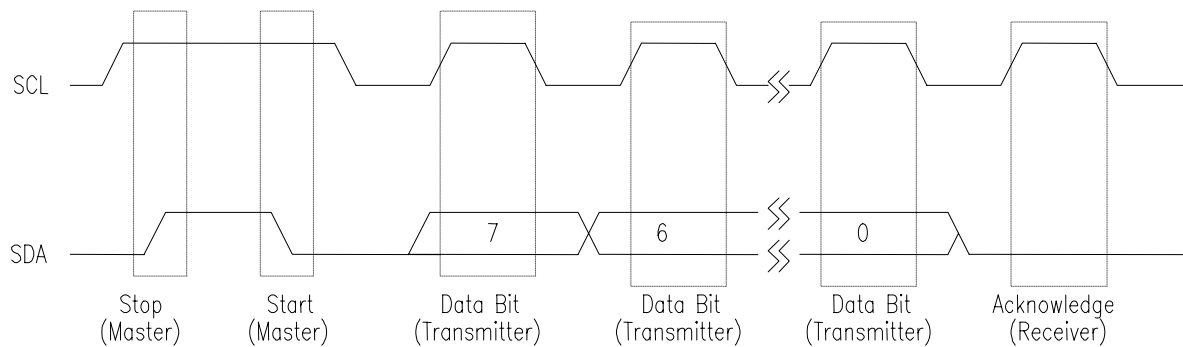 SCL
SDA
7
6
0
Stop
(Master)
Start
(Master)
Data Bit
(Transmitter)
Data Bit
(Transmitter)
Data Bit
(Transmitter)
Acknowledge
(Receiver)